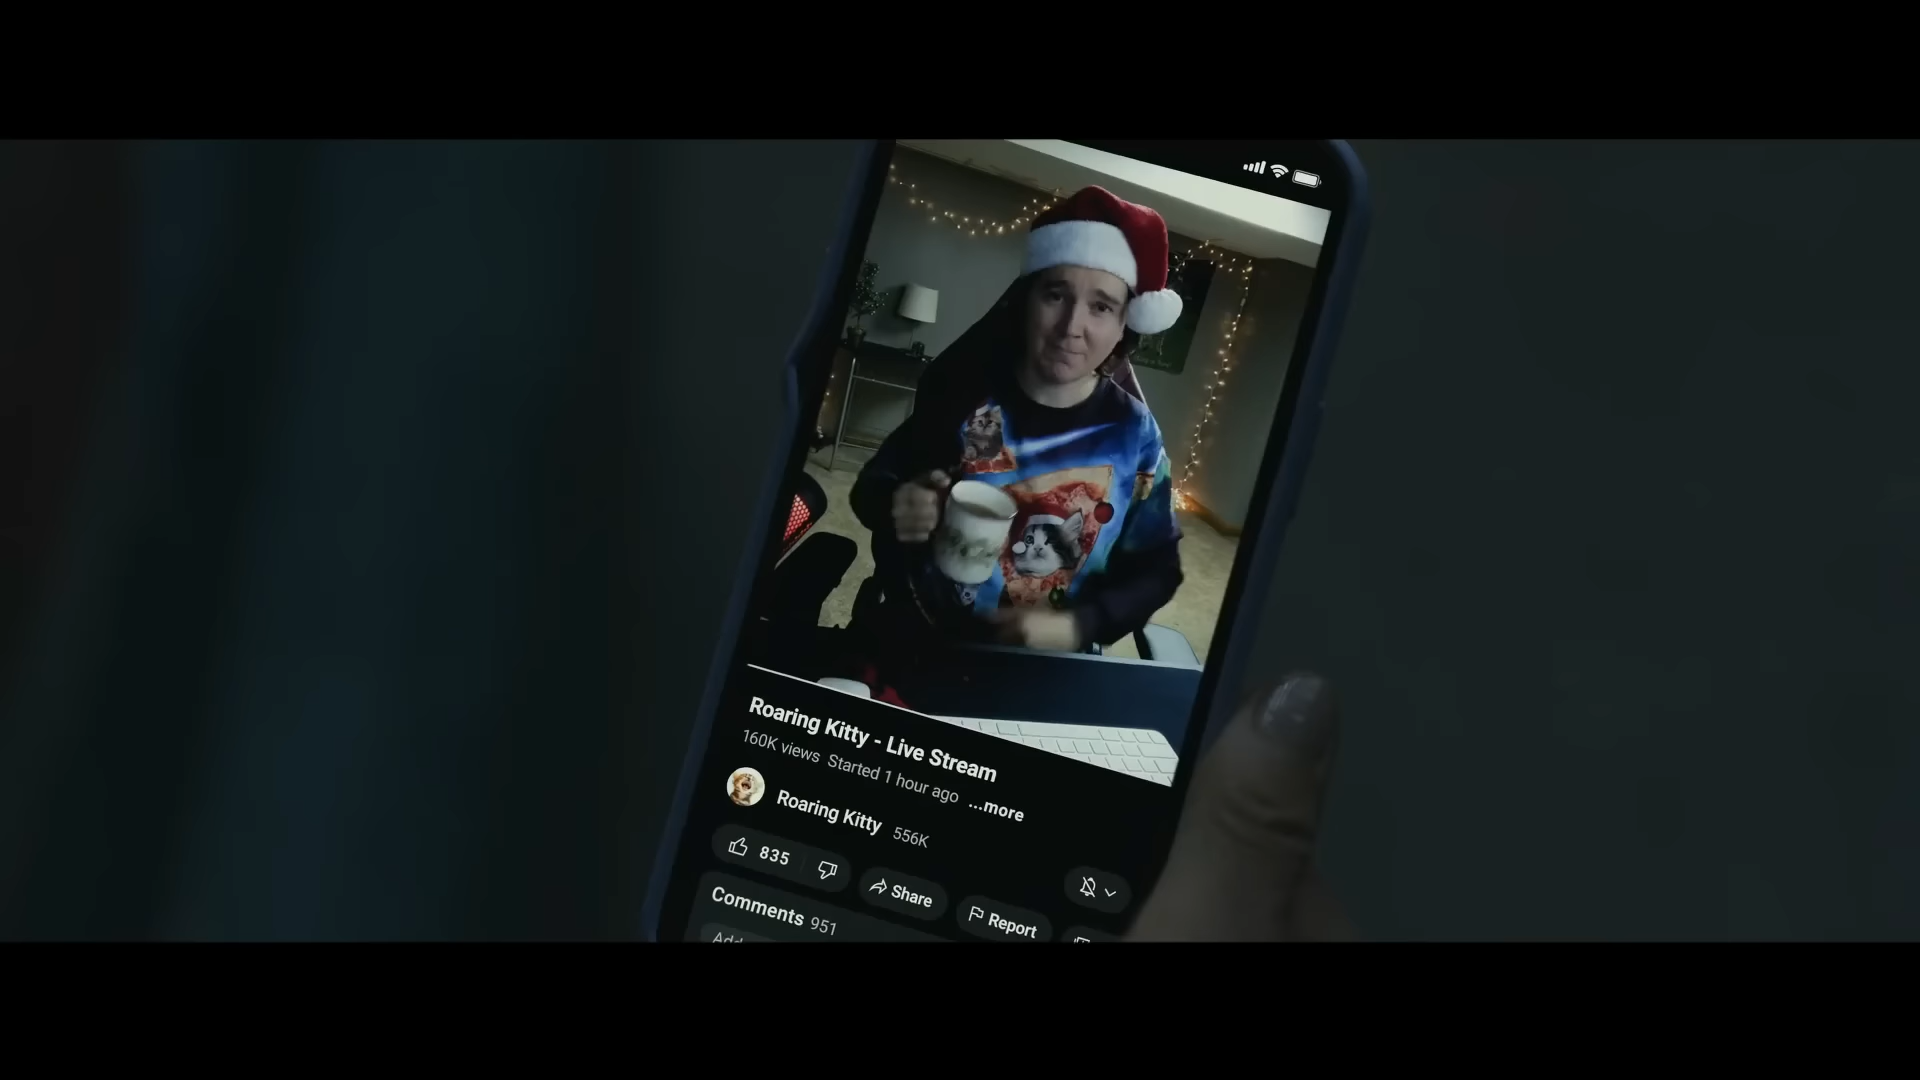 Roaring Kitty - Live Stream
160K views Started 1 hour ago ...more
Roaring Kitty 556K
835
Share
Report
Comments 951
Add